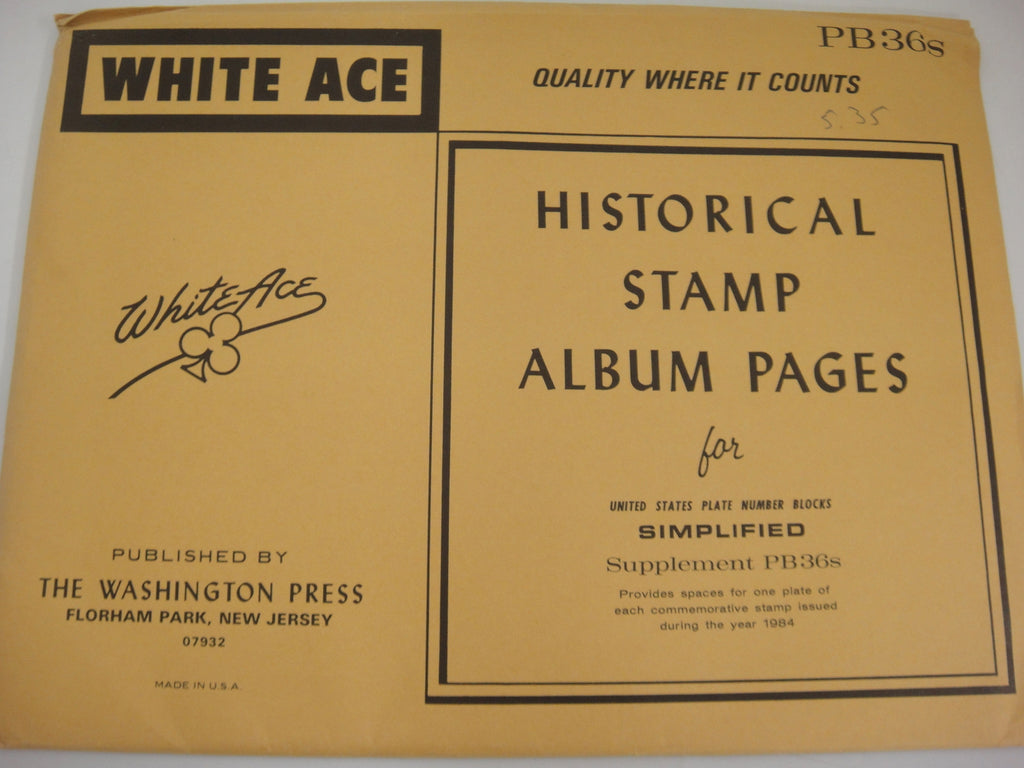 PB36s
WHITE ACE
QUALITY WHERE IT COUNTS
5.35
HISTORICAL
STAMP
ALBUM PAGES
for
UNITED STATES PLATE NUMBER BLOCKS
SIMPLIFIED
Supplement PB36s
Provides spaces for one plate of
each commemorative stamp issued
during the year 1984
White Ace
PUBLISHED BY
THE WASHINGTON PRESS
FLORHAM PARK, NEW JERSEY
07932
MADE IN U.S.A.